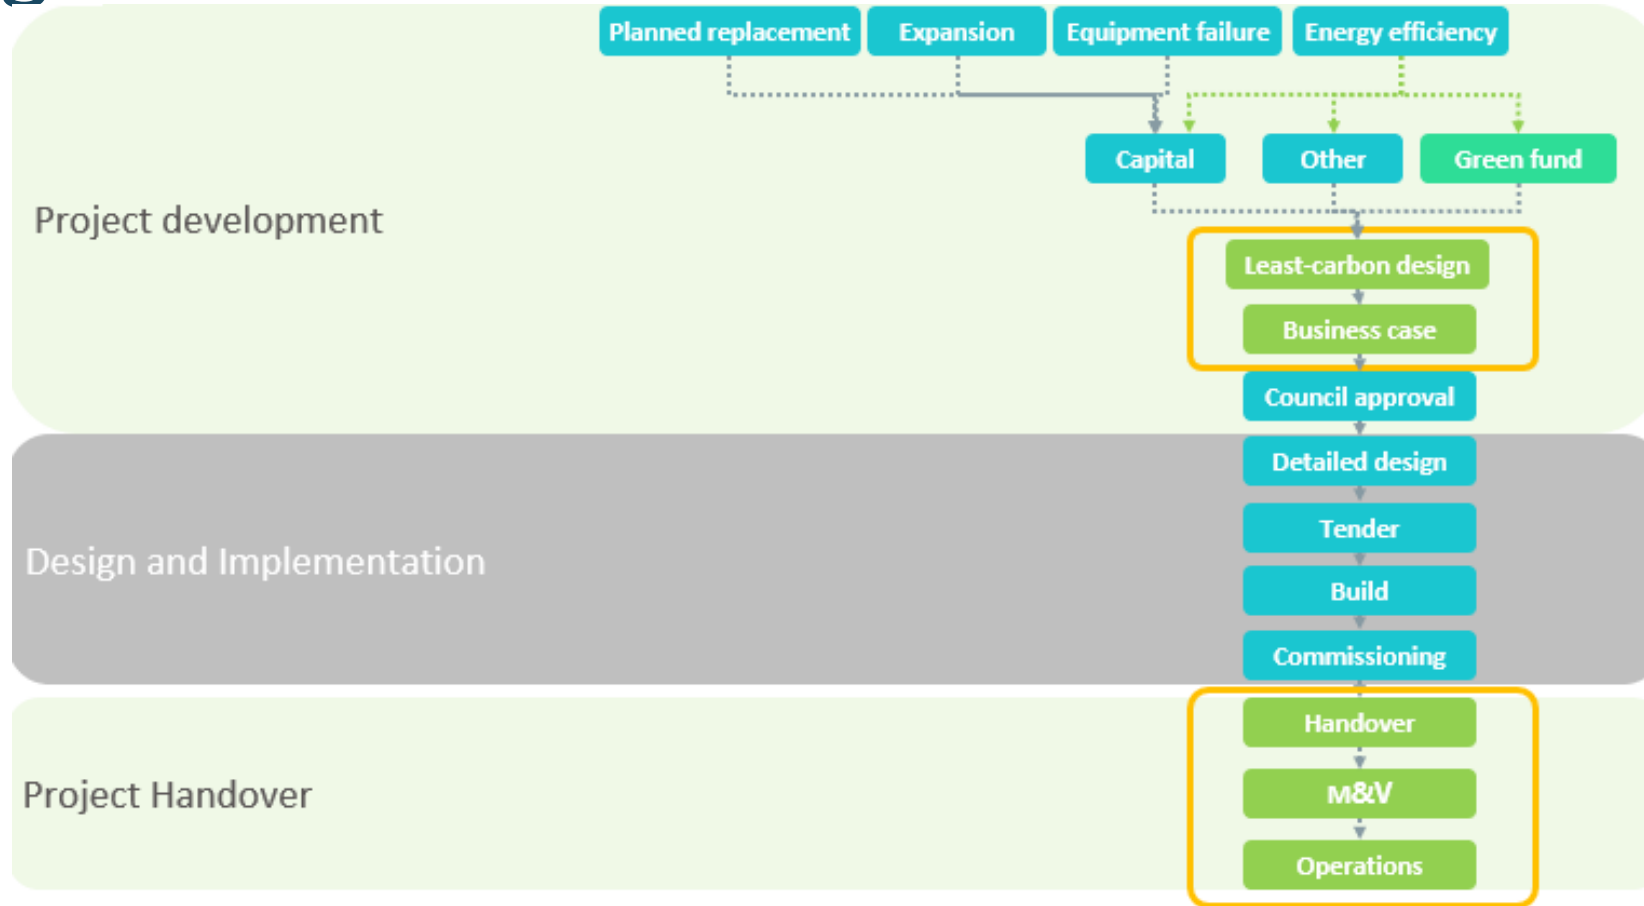 Planned replacement
Expansion
Equipment failure
Energy efficiency
Capital
Other
Green fund
Project development
Least-carbon design
Business case
Council approval
Detailed design
Tender
Design and Implementation
Build
Commissioning
Handover
Project Handover
M&V
Operations